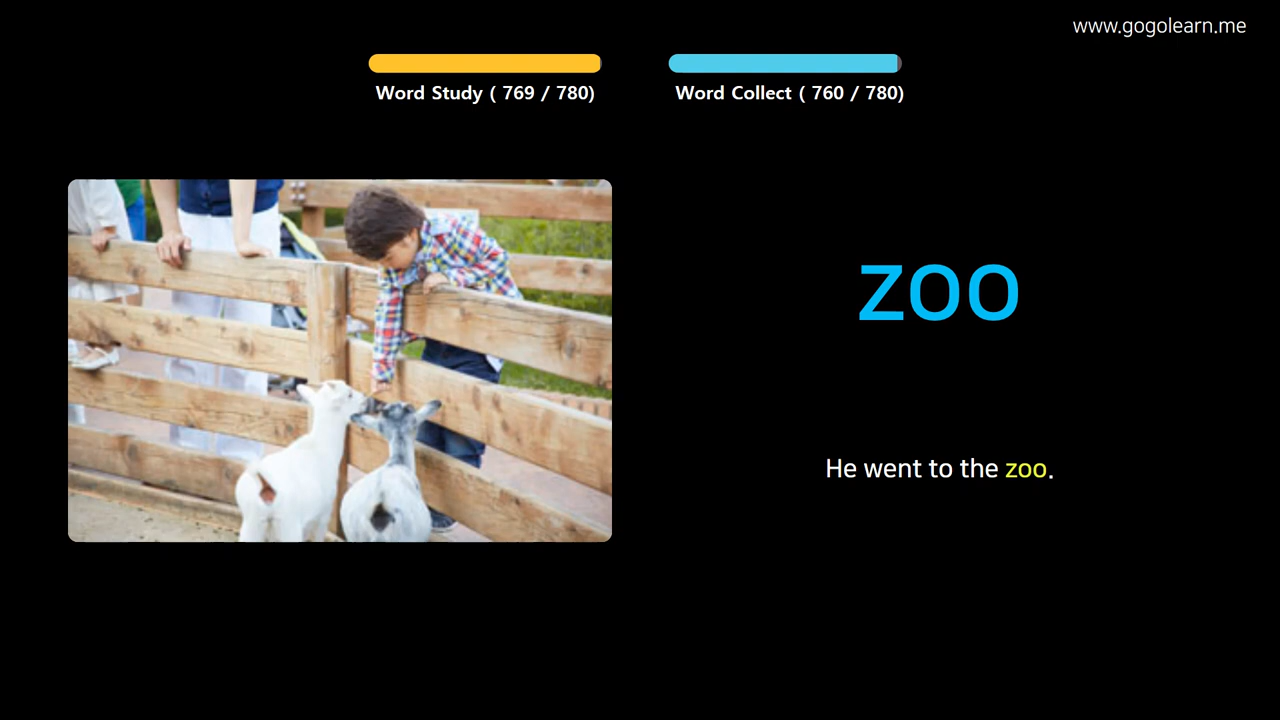 www.gogolearn.me
Word Study ( 769 / 780)
Word Collect ( 760 / 780)
zoo
He went to the zoo.